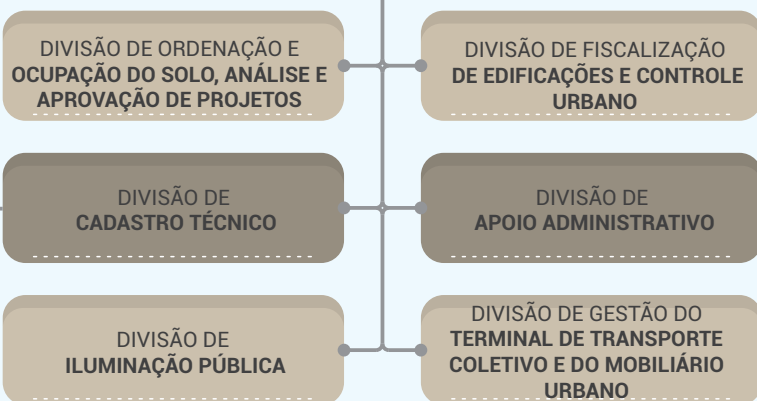 DIVISÃO DE ORDENAÇÃO E
OCUPAÇÃO DO SOLO, ANÁLISE E
APROVAÇÃO DE PROJETOS
DIVISÃO DE FISCALIZAÇÃO
DE EDIFICAÇÕES E CONTROLE
URBANO
DIVISÃO DE
CADASTRO TÉCNICO
DIVISÃO DE
APOIO ADMINISTRATIVO
DIVISÃO DE
ILUMINAÇÃO PÚBLICA
DIVISÃO DE GESTÃO DO
TERMINAL DE TRANSPORTE
COLETIVO E DO MOBILIÁRIO
URBANO